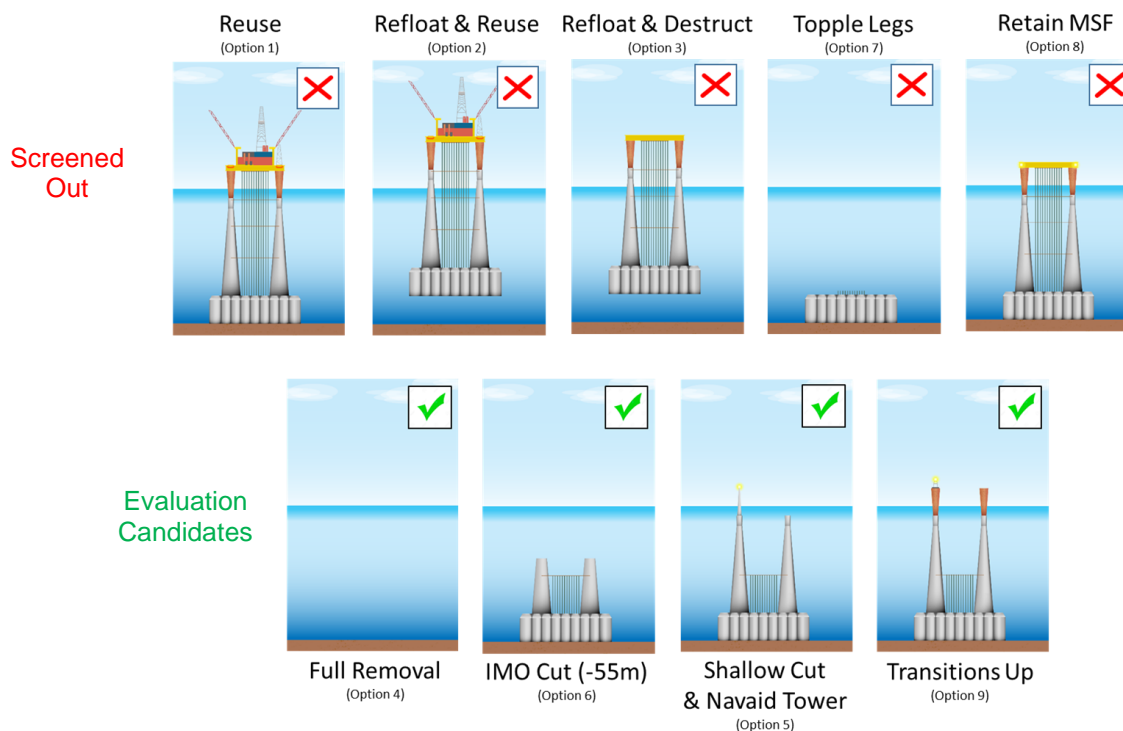 Reuse
(Option 1)
Refloat & Reuse
(Option 2)
Refloat & Destruct
(Option 3)
Topple Legs
(Option 7)
Retain MSF
(Option 8)
Screened
Out
Evaluation
Candidates
Full Removal
(Option 4)
IMO Cut (-55m)
(Option 6)
Shallow Cut
& Navaid Tower
(Option 5)
Transitions Up
(Option 9)